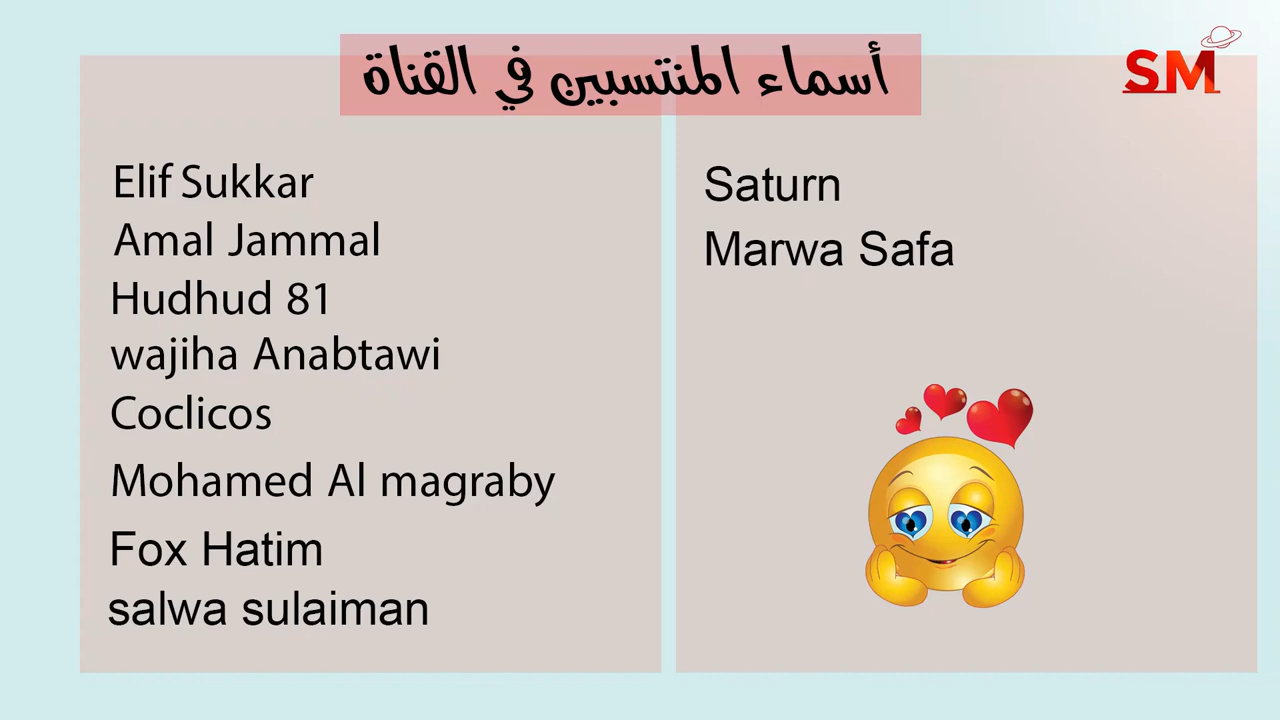 أسماء المنتسبين في القناة
SM
Elif Sukkar
Amal Jammal
Hudhud 81
wajiha Anabtawi
Coclicos
Mohamed Al magraby
Fox Hatim
salwa sulaiman
Saturn
Marwa Safa